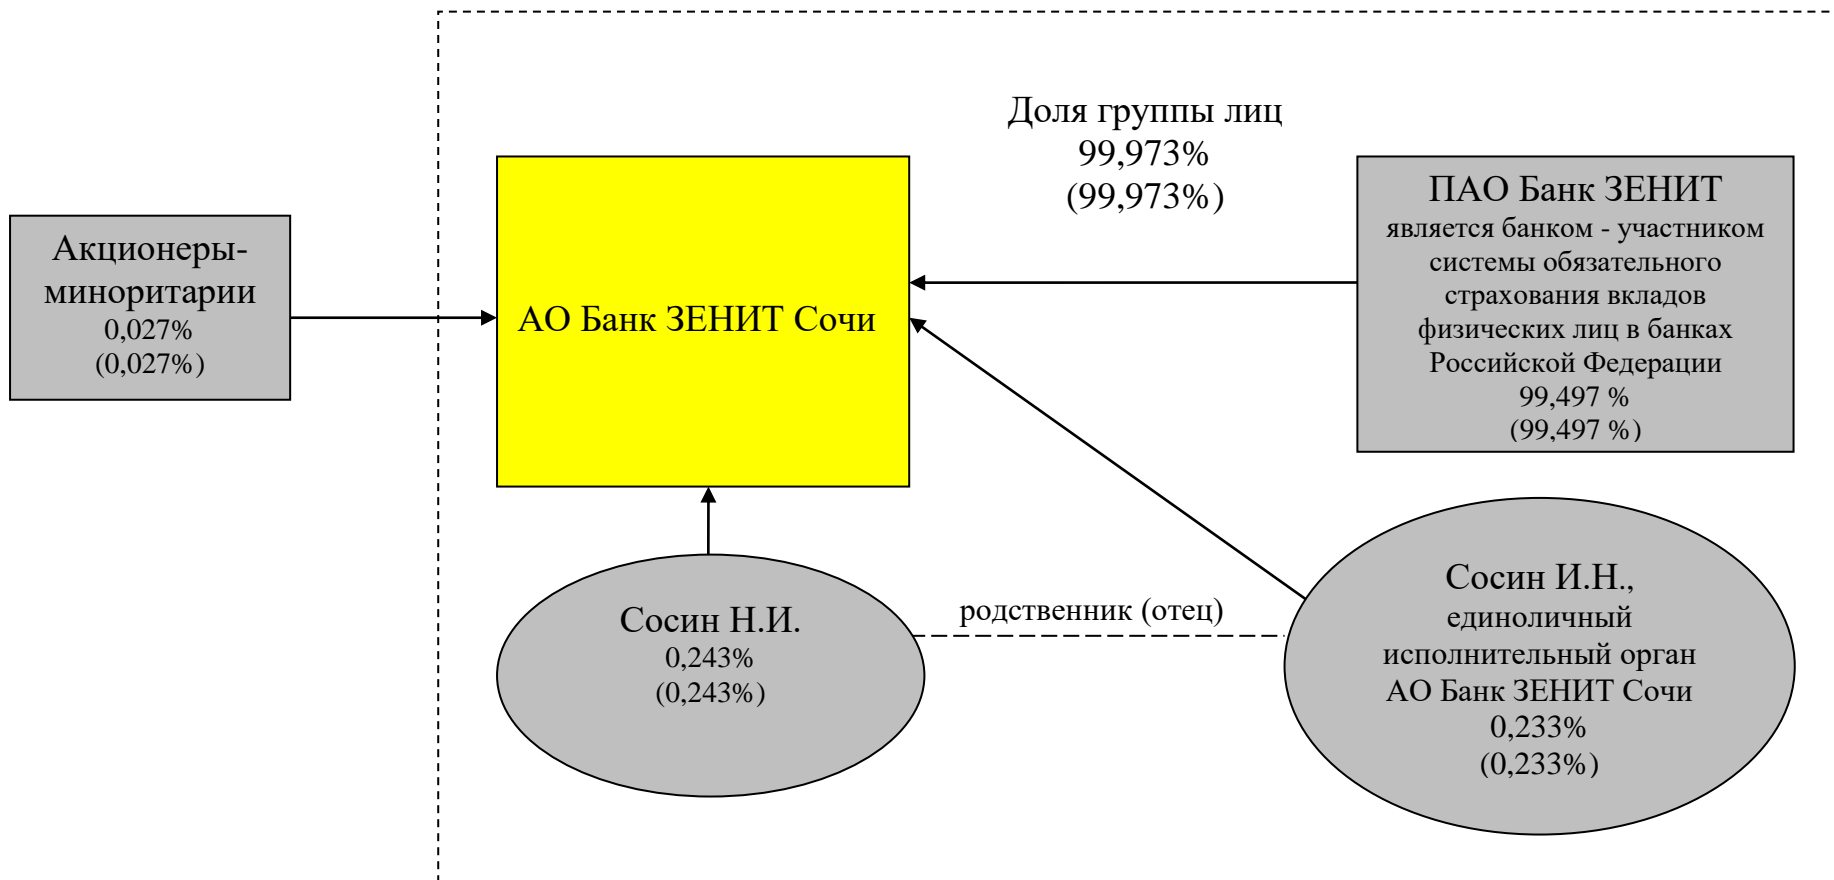 Доля группы лиц
99,973%
(99,973%)
Акционеры-
миноритарии
0,027%
(0,027%)
АО Банк ЗЕНИТ Сочи
ПАО Банк ЗЕНИТ
является банком - участником
системы обязательного
страхования вкладов
физических лиц в банках
Российской Федерации
99,497 %
(99,497 %)
Сосин Н.И.
0,243%
(0,243%)
родственник (отец)
Сосин И.Н.,
единоличный
исполнительный орган
АО Банк ЗЕНИТ Сочи
0,233%
(0,233%)